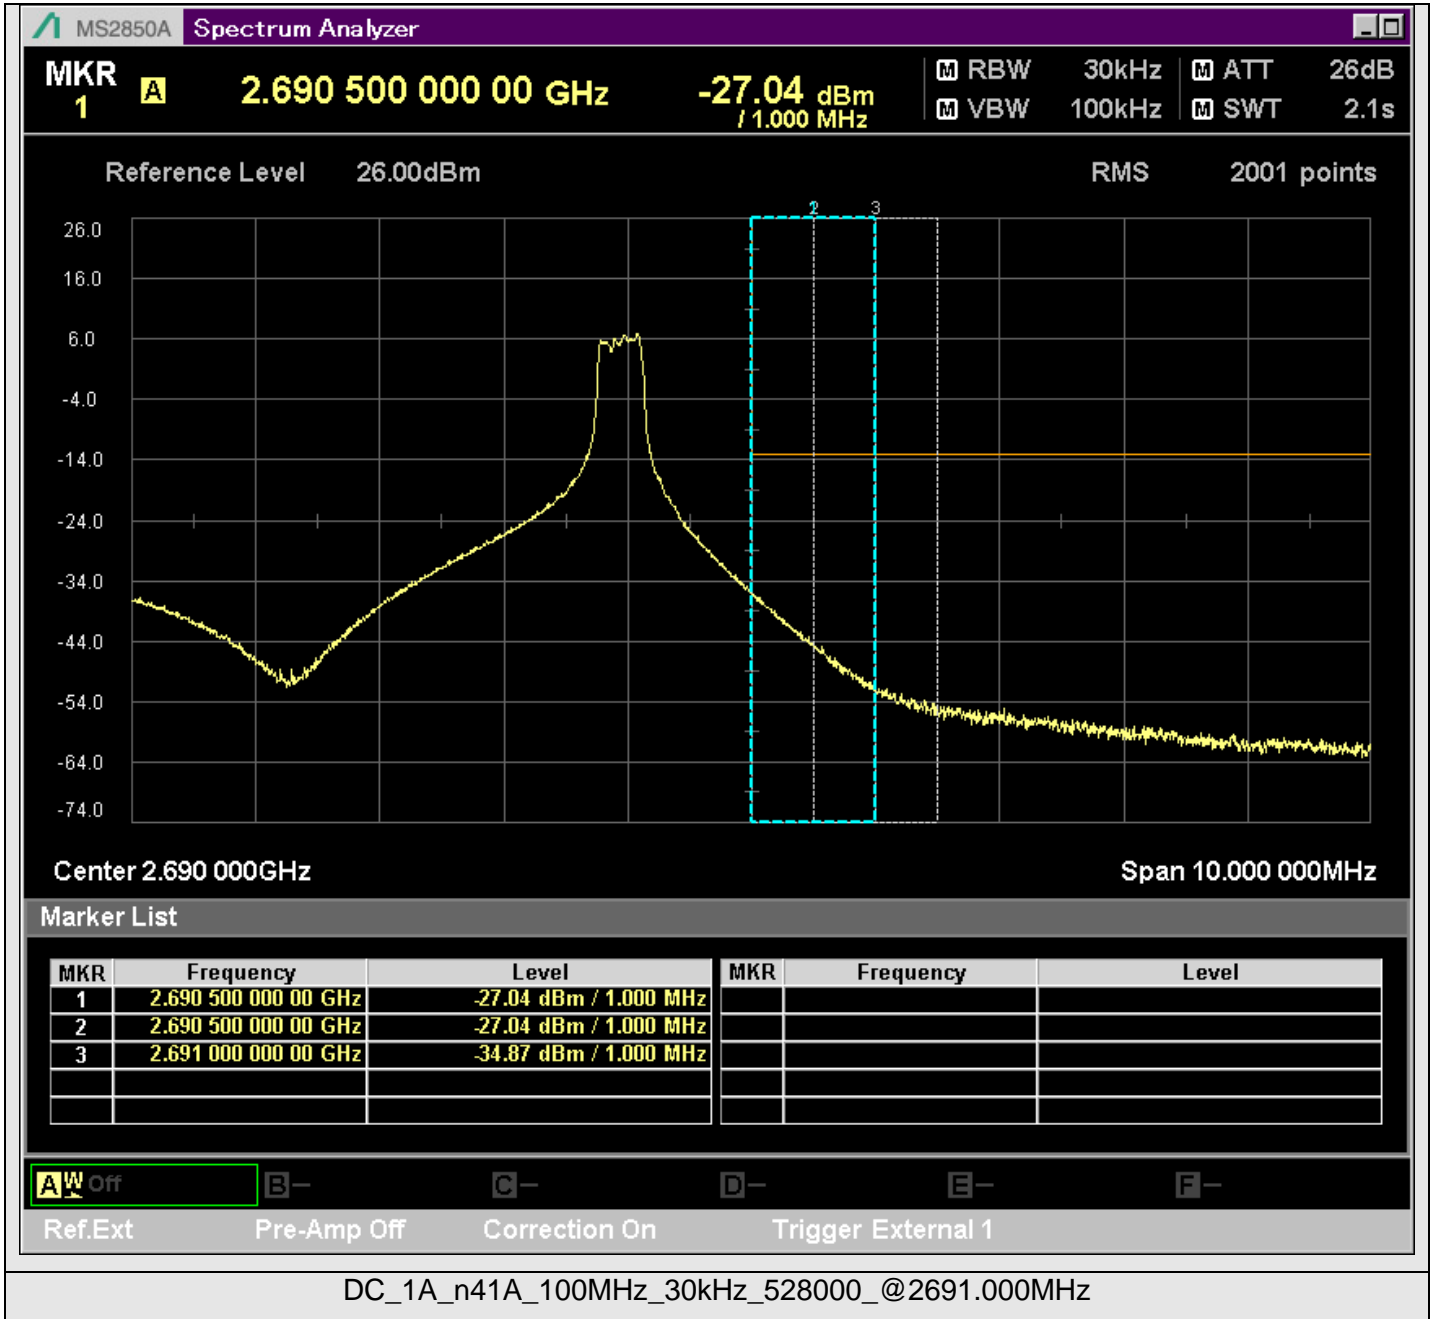 MS2850A Spectrum Analyzer
MKR 1 A 2.690 500 000 00 GHz -27.04 dBm / 1.000 MHz
M RBW 30kHz M ATT 26dB
M VBW 100kHz M SWT 2.1s
Reference Level 26.00dBm RMS 2001 points
2 3
26.0
16.0
6.0
-4.0
-14.0
-24.0
-34.0
-44.0
-54.0
-64.0
-74.0
Center 2.690 000GHz Span 10.000 000MHz
Marker List
MKR Frequency Level MKR Frequency Level
1 2.690 500 000 00 GHz -27.04 dBm / 1.000 MHz
2 2.690 500 000 00 GHz -27.04 dBm / 1.000 MHz
3 2.691 000 000 00 GHz -34.87 dBm / 1.000 MHz
A W Off B- C- D- E- F-
Ref.Ext Pre-Amp Off Correction On Trigger External 1
DC_1A_n41A_100MHz_30kHz_528000_@2691.000MHz